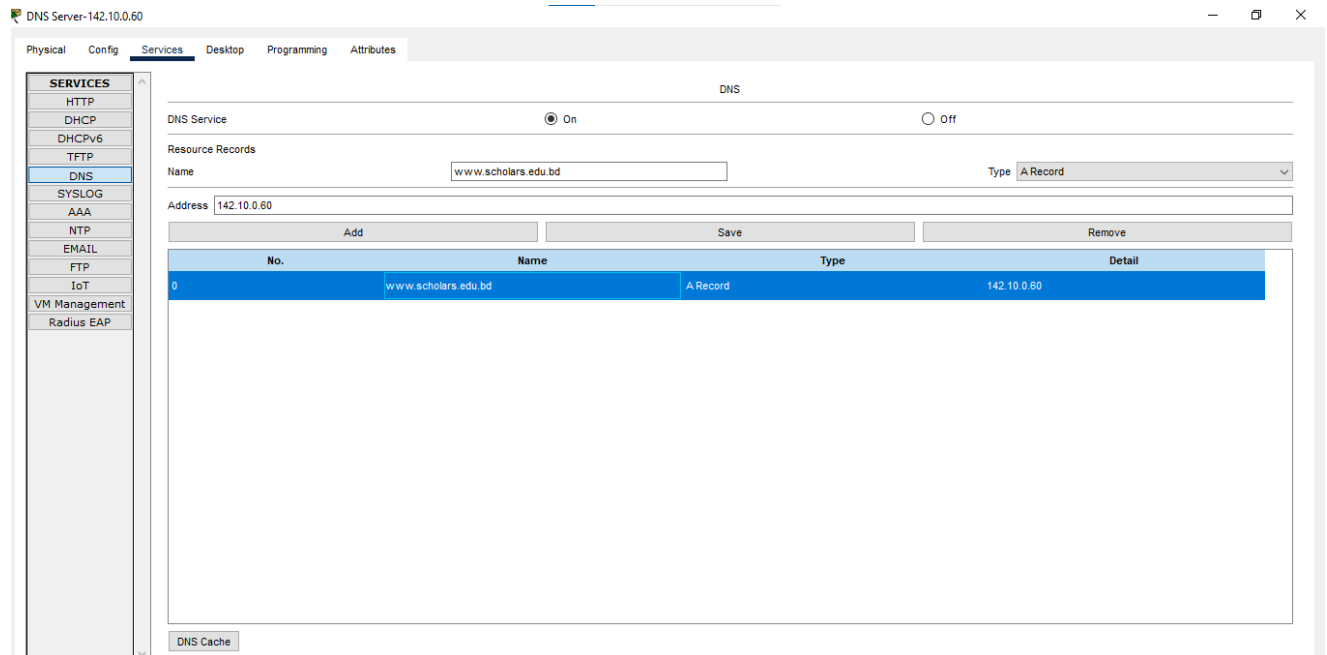 DNS Server-142.10.0.60
Physical Config Services Desktop Programming Attributes
SERVICES
HTTP
DHCP
DHCPv6
TFTP
DNS
SYSLOG
AAA
NTP
EMAIL
FTP
IoT
VM Management
Radius EAP
DNS
DNS Service On Off
Resource Records
Name www.scholars.edu.bd Type A Record
Address 142.10.0.60
Add Save Remove
No. Name Type Detail
0 www.scholars.edu.bd A Record 142.10.0.60
DNS Cache